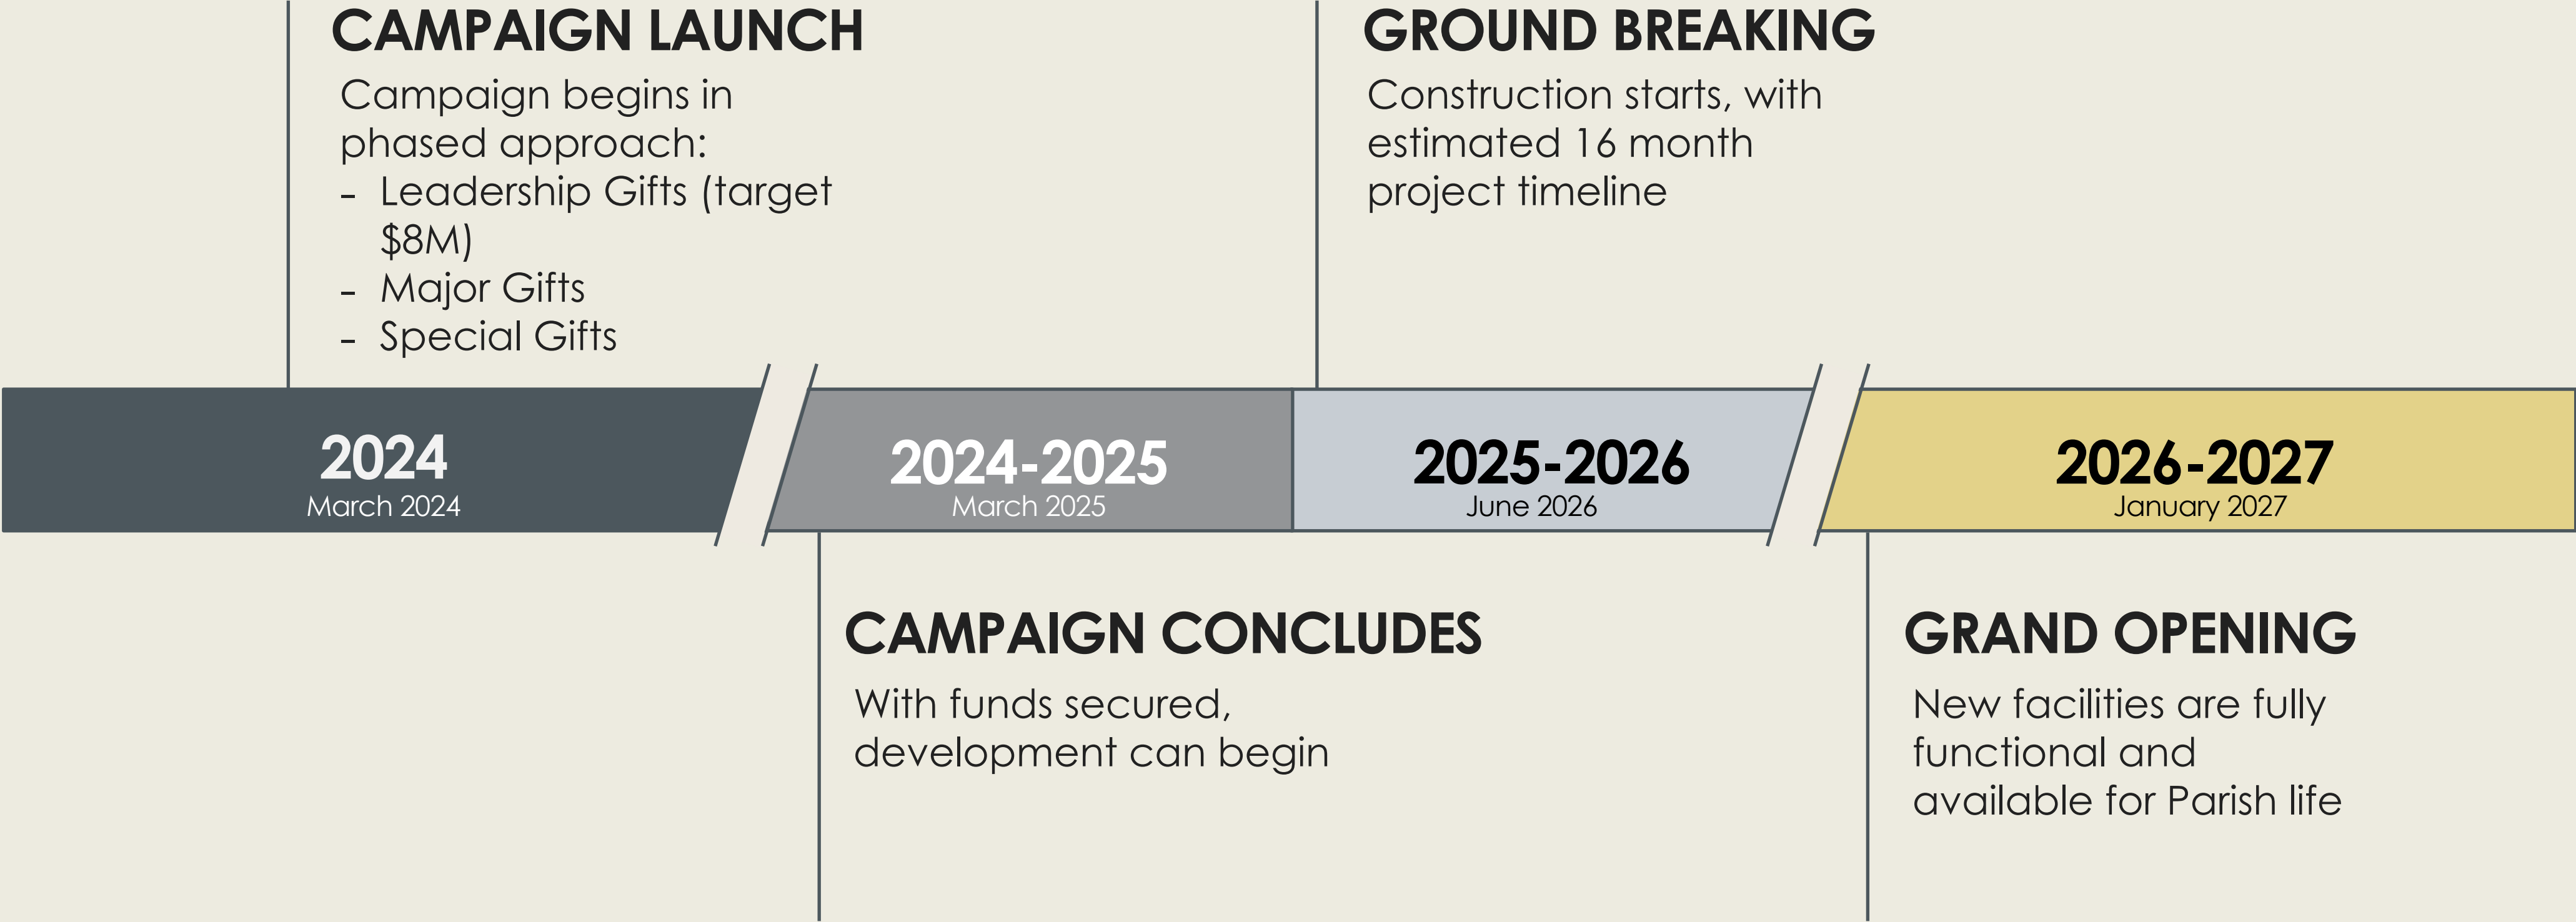 CAMPAIGN LAUNCH
Campaign begins in
phased approach:
- Leadership Gifts (target
$8M)
- Major Gifts
- Special Gifts
GROUND BREAKING
Construction starts, with
estimated 16 month
project timeline
2024
March 2024
2024-2025
March 2025
2025-2026
June 2026
2026-2027
January 2027
CAMPAIGN CONCLUDES
With funds secured,
development can begin
GRAND OPENING
New facilities are fully
functional and
available for Parish life